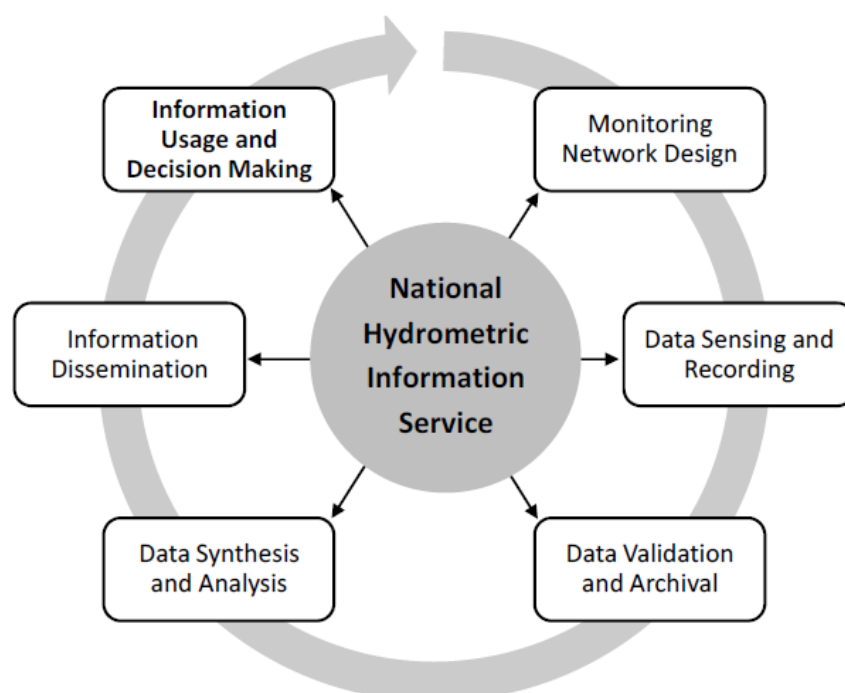 Information
Usage and
Decision Making
Monitoring
Network Design
National
Hydrometric
Information
Service
Information
Dissemination
Data Sensing and
Recording
Data Synthesis
and Analysis
Data Validation
and Archival